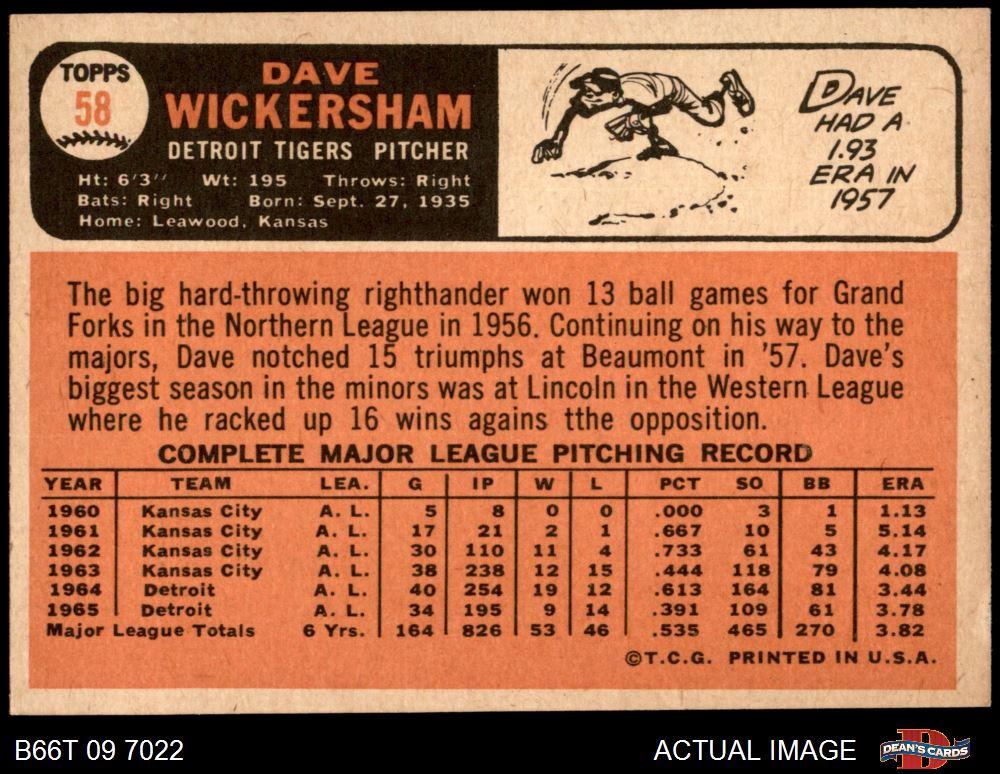 TOPPS
58
DAVE
WICKERSHAM
DETROIT TIGERS PITCHER
Ht: 6'3" Wt: 195 Throws: Right
Bats: Right Born: Sept. 27, 1935
Home: Leawood, Kansas
DAVE
HAD A
1.93
ERA IN
1957
The big hard-throwing righthander won 13 ball games for Grand
Forks in the Northern League in 1956. Continuing on his way to the
majors, Dave notched 15 triumphs at Beaumont in '57. Dave's
biggest season in the minors was at Lincoln in the Western League
where he racked up 16 wins agains tthe opposition.
COMPLETE MAJOR LEAGUE PITCHING RECORD
YEAR TEAM LEA. G IP W L PCT SO BB ERA
1960 Kansas City A. L. 5 8 0 0 .000 3 1 1.13
1961 Kansas City A. L. 17 21 2 1 .667 10 5 5.14
1962 Kansas City A. L. 30 110 11 4 .733 61 43 4.17
1963 Kansas City A. L. 38 238 12 15 .444 118 79 4.08
1964 Detroit A. L. 40 254 19 12 .613 164 81 3.44
1965 Detroit A. L. 34 195 9 14 .391 109 61 3.78
Major League Totals 6 Yrs. 164 826 53 46 .535 465 270 3.82
©T.C.G. PRINTED IN U.S.A.
B66T 09 7022
ACTUAL IMAGE
DEAN'S CARDS